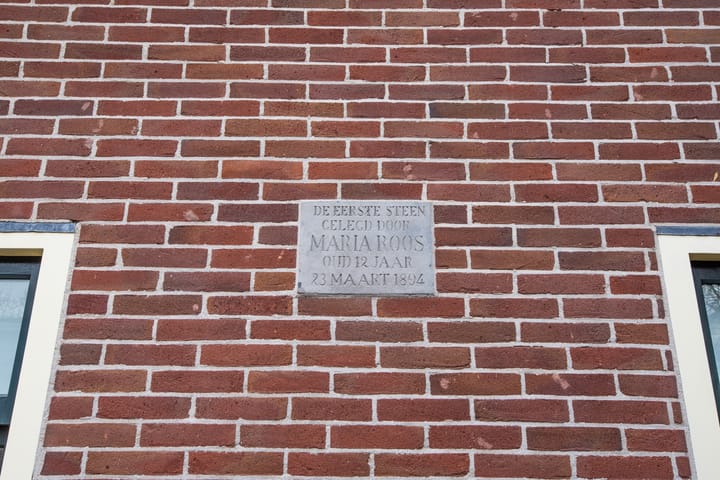 DE EERSTE STEEN
GELEGD DOOR
MARIA ROOS
OUD 12 JAAR
23 MAART 1894